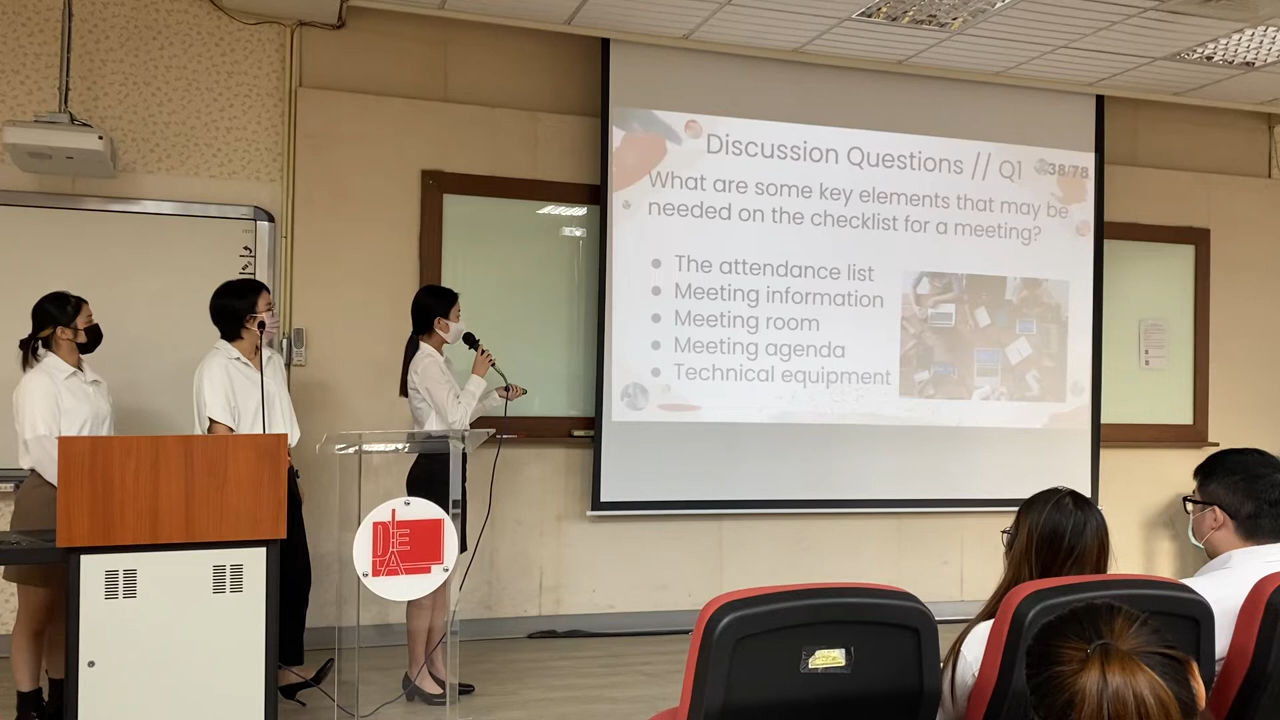 Discussion Questions // Q1
38/78
What are some key elements that may be
needed on the checklist for a meeting?
● The attendance list
● Meeting information
● Meeting room
● Meeting agenda
● Technical equipment
DELA